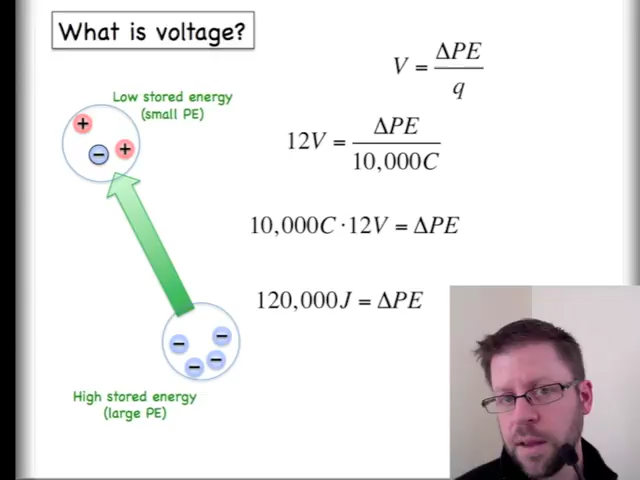 What is voltage?
V = ΔPE / q
Low stored energy
(small PE)
+
− +
12V = ΔPE / 10,000C
10,000C · 12V = ΔPE
120,000J = ΔPE
− −
− −
High stored energy
(large PE)